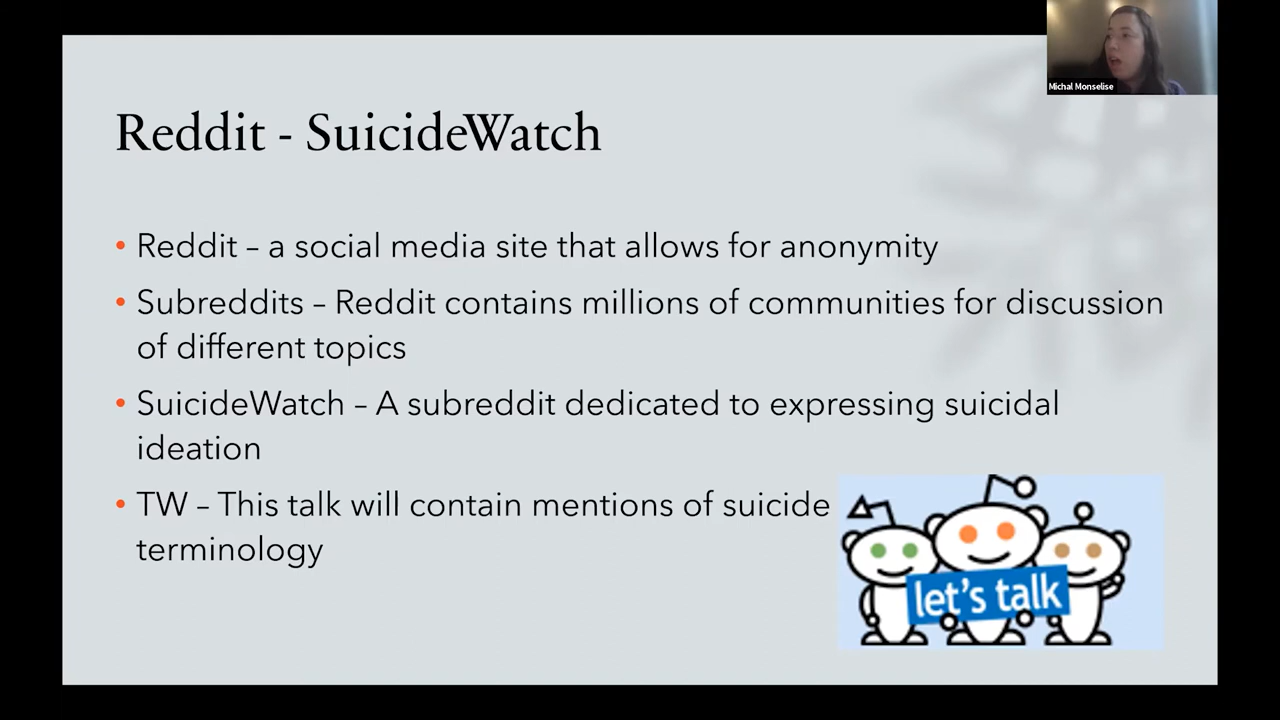 Michal Monselise
Reddit - SuicideWatch
• Reddit – a social media site that allows for anonymity
• Subreddits – Reddit contains millions of communities for discussion
of different topics
• SuicideWatch – A subreddit dedicated to expressing suicidal
ideation
• TW – This talk will contain mentions of suicide
terminology
let's talk